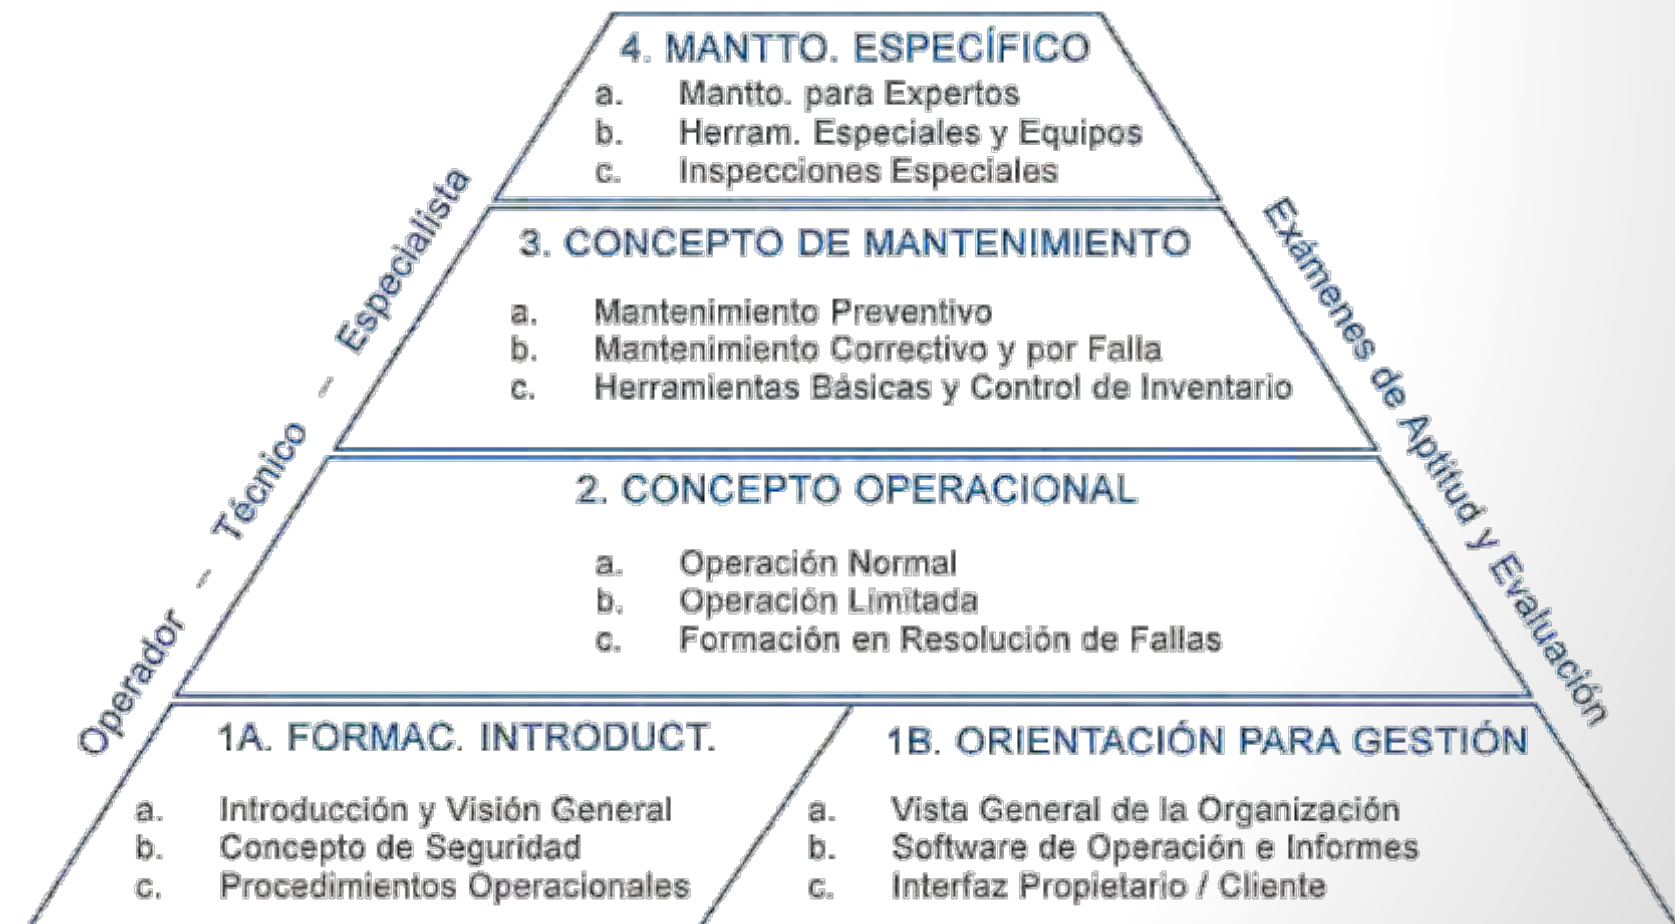 4. MANTTO. ESPECÍFICO
a. Mantto. para Expertos
b. Herram. Especiales y Equipos
c. Inspecciones Especiales
3. CONCEPTO DE MANTENIMIENTO
a. Mantenimiento Preventivo
b. Mantenimiento Correctivo y por Falla
c. Herramientas Básicas y Control de Inventario
2. CONCEPTO OPERACIONAL
a. Operación Normal
b. Operación Limitada
c. Formación en Resolución de Fallas
1A. FORMAC. INTRODUCT.
a. Introducción y Visión General
b. Concepto de Seguridad
c. Procedimientos Operacionales
1B. ORIENTACIÓN PARA GESTIÓN
a. Vista General de la Organización
b. Software de Operación e Informes
c. Interfaz Propietario / Cliente
Operador – Técnico – Especialista
Exámenes de Aptitud y Evaluación